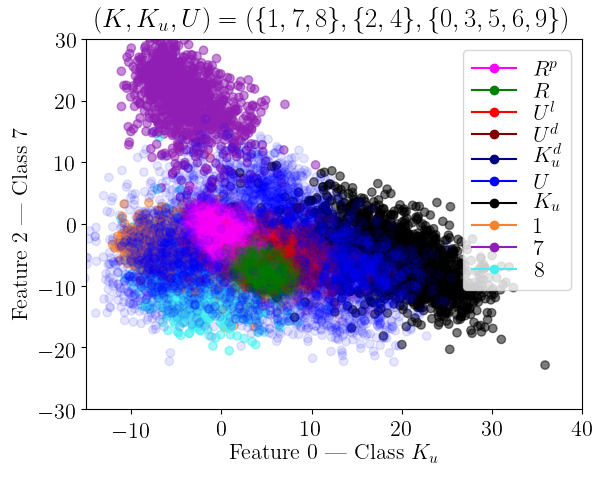 (K, K_u, U) = ({1, 7, 8}, {2, 4}, {0, 3, 5, 6, 9})
30
20
10
0
−10
−20
−30
Feature 2 — Class 7
R^p
R
U^l
U^d
K_u^d
U
K_u
1
7
8
−10 0 10 20 30 40
Feature 0 — Class K_u